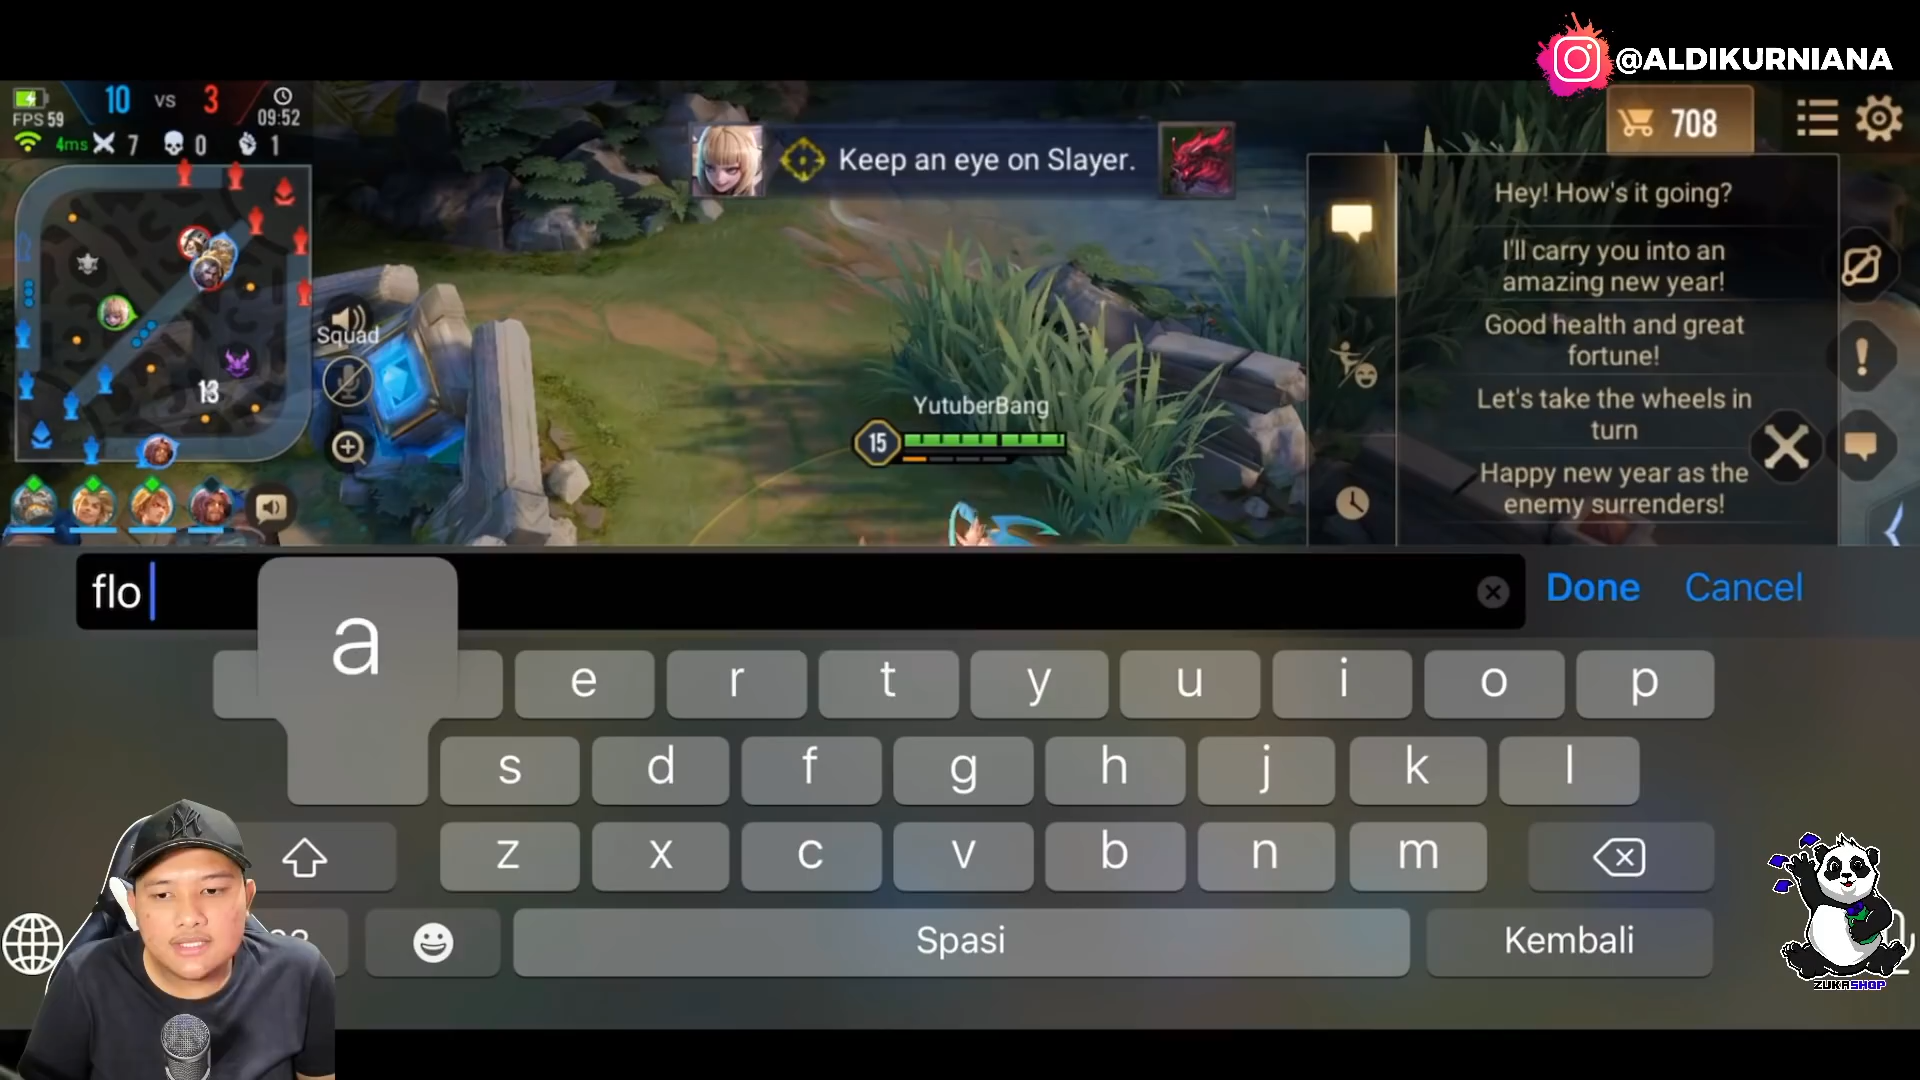 @ALDIKURNIANA
10 VS 3
FPS 59
09:52
4ms 7 0 1
708
Keep an eye on Slayer.
Hey! How's it going?
I'll carry you into an
amazing new year!
Good health and great
fortune!
Let's take the wheels in
turn
Happy new year as the
enemy surrenders!
Squad
13
YutuberBang
15
flo
Done
Cancel
a
e r t y u i o p
s d f g h j k l
z x c v b n m
Spasi
Kembali
ZUKASHOP